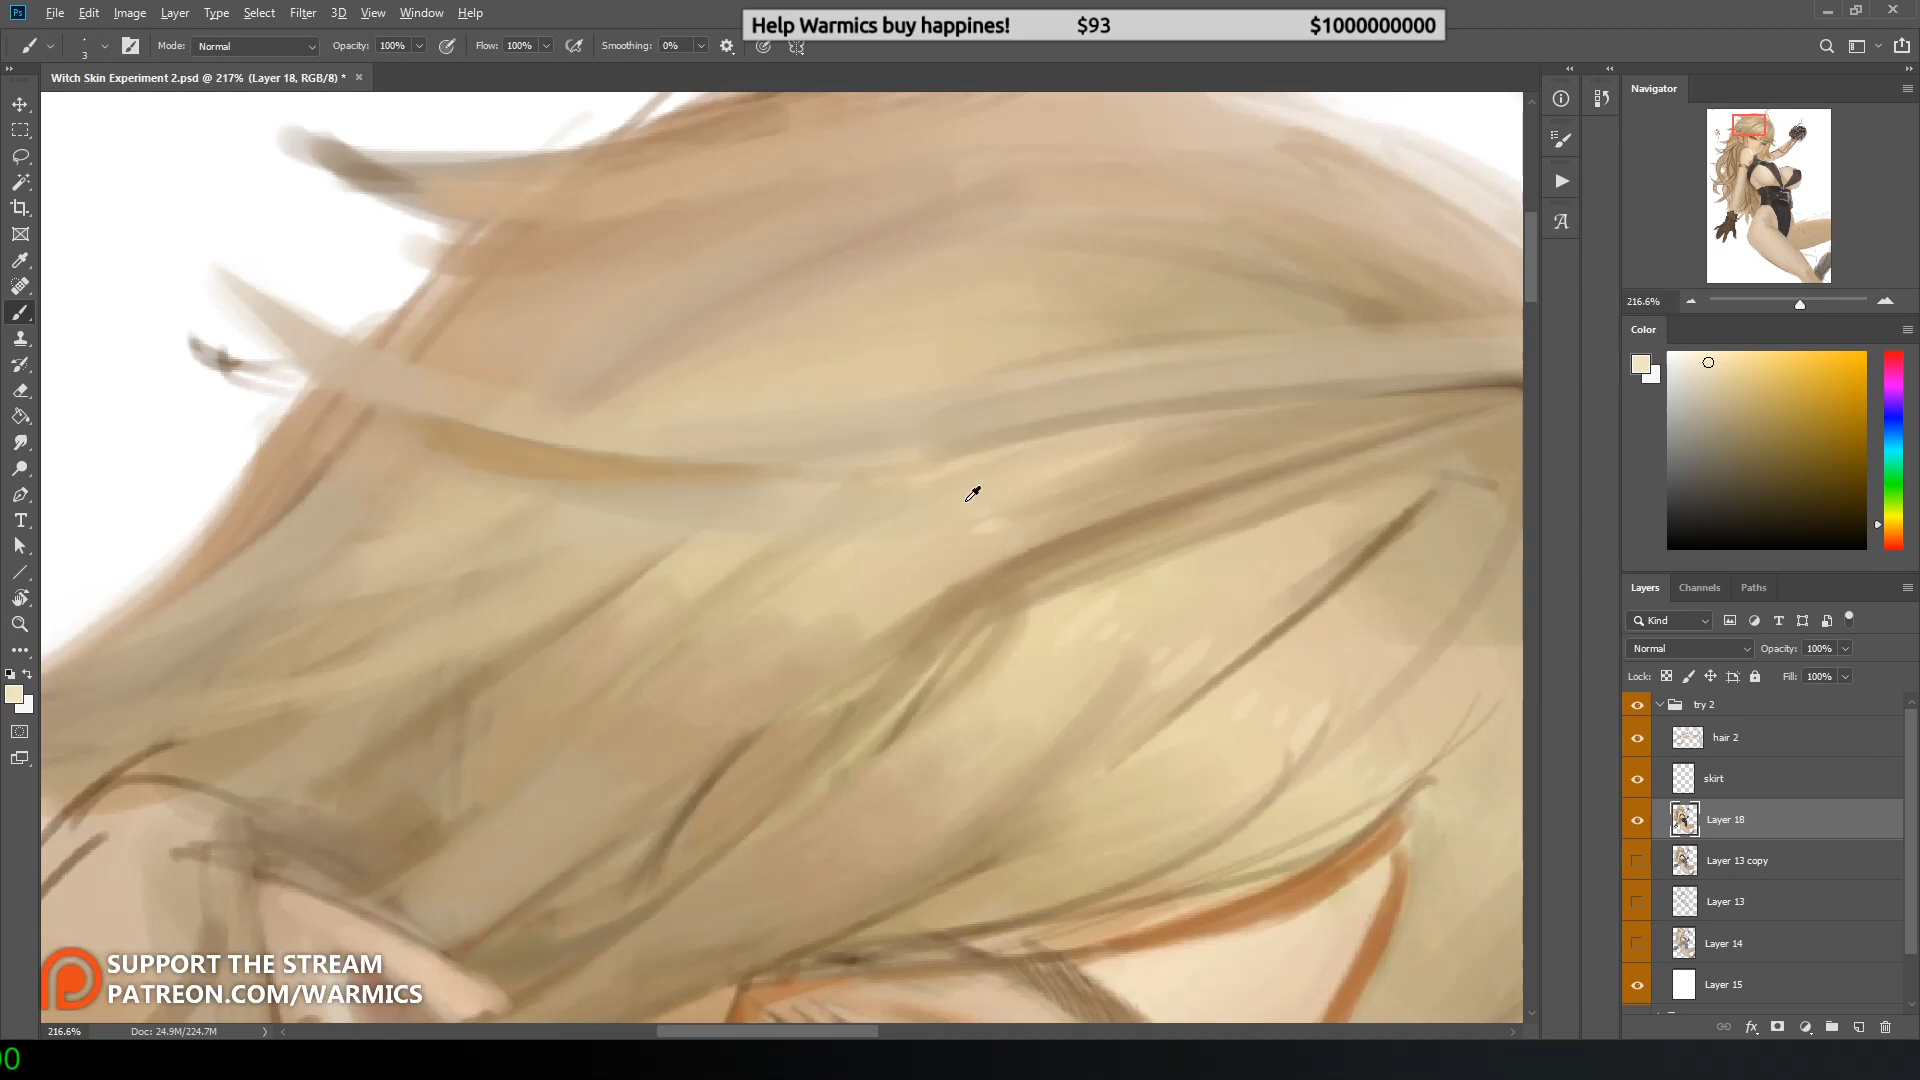 Ps File Edit Image Layer Type Select Filter 3D View Window Help
Help Warmics buy happines! $93 $1000000000
3 Mode: Normal Opacity: 100% Flow: 100% Smoothing: 0%
Witch Skin Experiment 2.psd @ 217% (Layer 18, RGB/8) *
Navigator
216.6%
Color
Layers Channels Paths
Kind
Normal Opacity: 100%
Lock: Fill: 100%
try 2
hair 2
skirt
Layer 18
Layer 13 copy
Layer 13
Layer 14
Layer 15
SUPPORT THE STREAM
PATREON.COM/WARMICS
216.6% Doc: 24.9M/224.7M